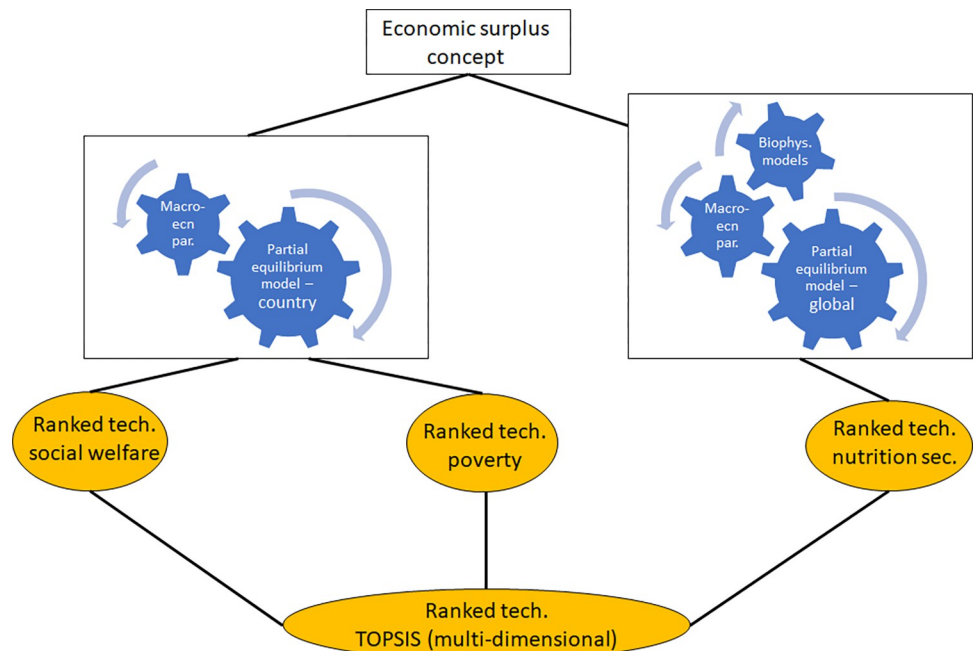 Economic surplus
concept
Macro-
ecn
par.
Partial
equilibrium
model –
country
Biophys.
models
Macro-
ecn
par.
Partial
equilibrium
model –
global
Ranked tech.
social welfare
Ranked tech.
poverty
Ranked tech.
nutrition sec.
Ranked tech.
TOPSIS (multi-dimensional)